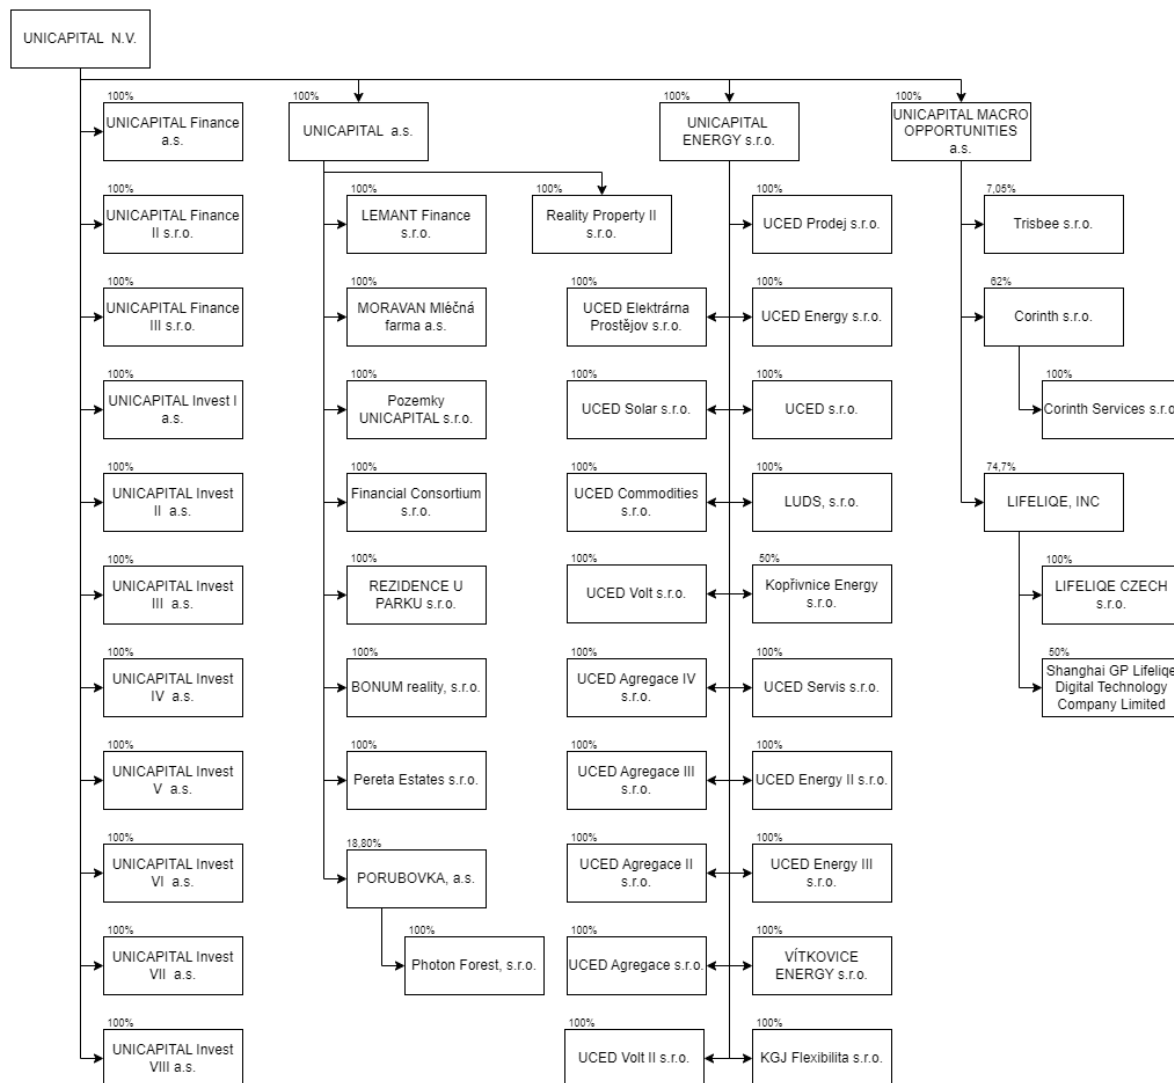 UNICAPITAL N.V.
100%
UNICAPITAL Finance
a.s.
100%
UNICAPITAL Finance
II s.r.o.
100%
UNICAPITAL Finance
III s.r.o.
100%
UNICAPITAL Invest I
a.s.
100%
UNICAPITAL Invest
II a.s.
100%
UNICAPITAL Invest
III a.s.
100%
UNICAPITAL Invest
IV a.s.
100%
UNICAPITAL Invest
V a.s.
100%
UNICAPITAL Invest
VI a.s.
100%
UNICAPITAL Invest
VII a.s.
100%
UNICAPITAL Invest
VIII a.s.
100%
UNICAPITAL a.s.
100%
LEMANT Finance
s.r.o.
100%
Reality Property II
s.r.o.
100%
MORAVAN Mléčná
farma a.s.
100%
Pozemky
UNICAPITAL s.r.o.
100%
Financial Consortium
s.r.o.
100%
REZIDENCE U
PARKU s.r.o.
100%
BONUM reality, s.r.o.
100%
Pereta Estates s.r.o.
18,80%
PORUBOVKA, a.s.
100%
Photon Forest, s.r.o.
100%
UNICAPITAL
ENERGY s.r.o.
100%
UCED Prodej s.r.o.
100%
UCED Elektrárna
Prostějov s.r.o.
100%
UCED Energy s.r.o.
100%
UCED Solar s.r.o.
100%
UCED s.r.o.
100%
UCED Commodities
s.r.o.
100%
LUDS, s.r.o.
100%
UCED Volt s.r.o.
50%
Kopřivnice Energy
s.r.o.
100%
UCED Agregace IV
s.r.o.
100%
UCED Servis s.r.o.
100%
UCED Agregace III
s.r.o.
100%
UCED Energy II s.r.o.
100%
UCED Agregace II
s.r.o.
100%
UCED Energy III
s.r.o.
100%
UCED Agregace s.r.o.
100%
VÍTKOVICE
ENERGY s.r.o.
100%
UCED Volt II s.r.o.
100%
KGJ Flexibilita s.r.o.
100%
UNICAPITAL MACRO
OPPORTUNITIES
a.s.
7,05%
Trisbee s.r.o.
62%
Corinth s.r.o.
100%
Corinth Services s.r.o
74,7%
LIFELIQE, INC
100%
LIFELIQE CZECH
s.r.o.
50%
Shanghai GP Lifeliqe
Digital Technology
Company Limited